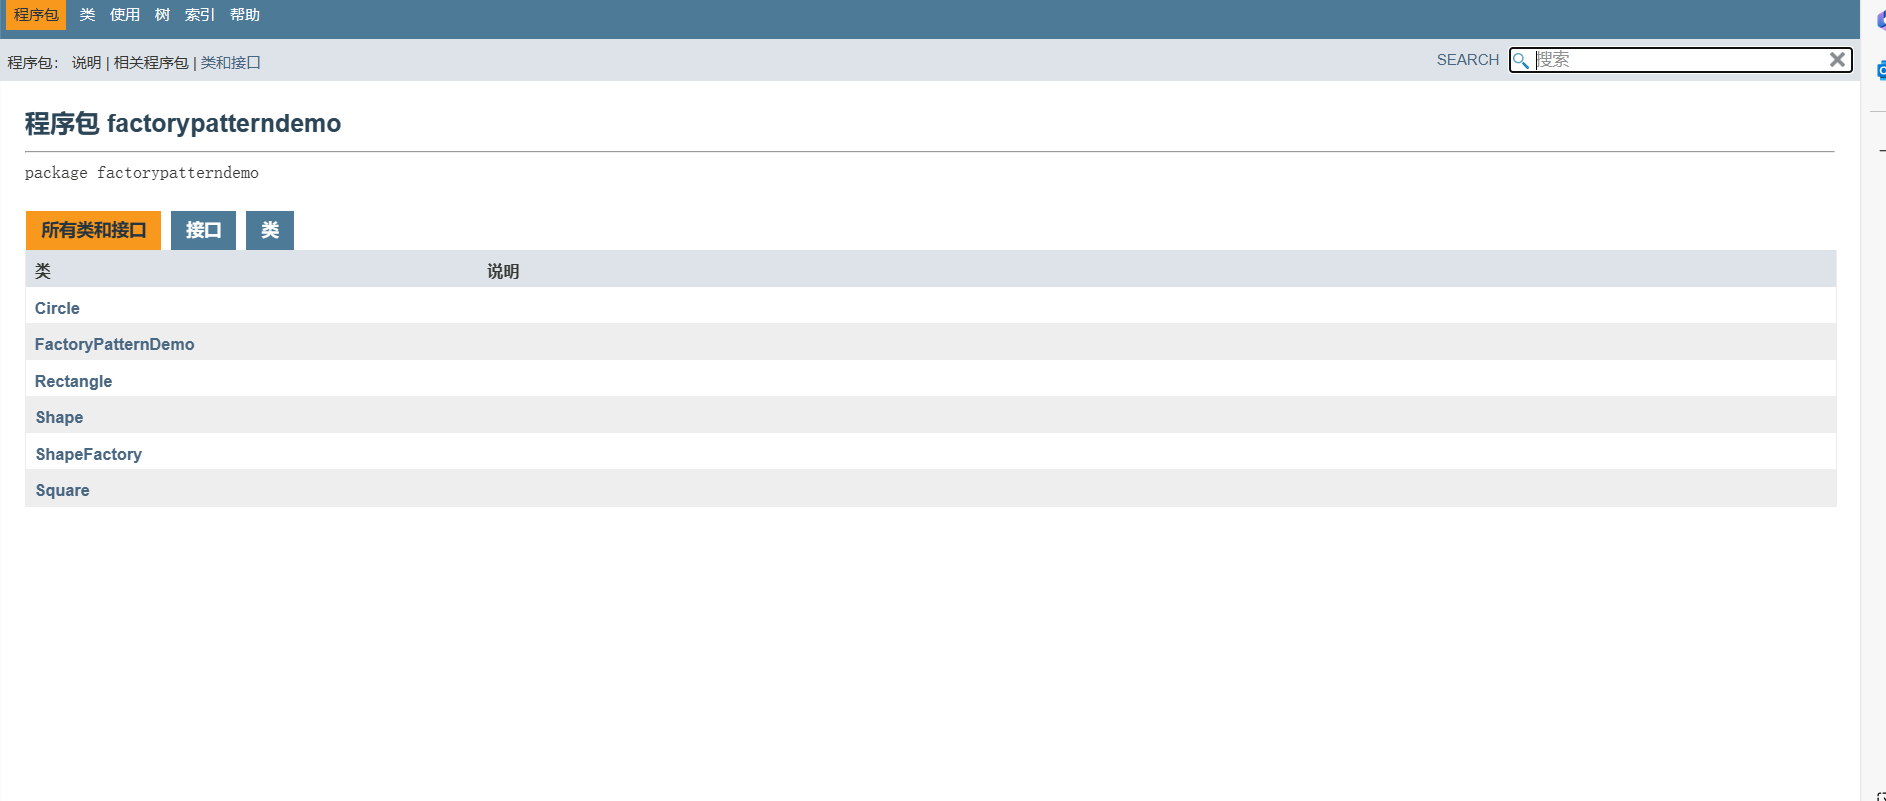 程序包 类 使用 树 索引 帮助
程序包： 说明 | 相关程序包 | 类和接口 SEARCH 搜索
程序包 factorypatterndemo
package factorypatterndemo
所有类和接口 接口 类
类 说明
Circle
FactoryPatternDemo
Rectangle
Shape
ShapeFactory
Square